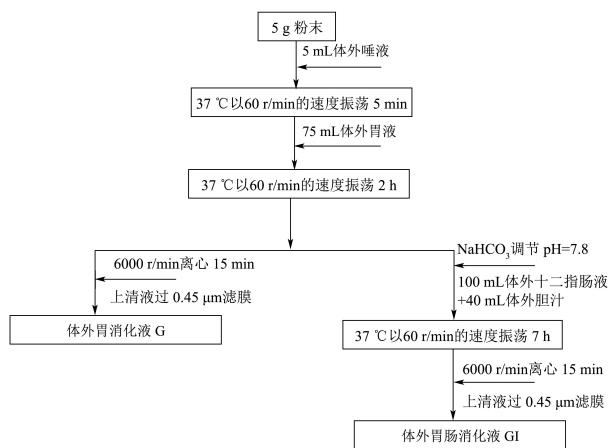 5 g 粉末
5 mL体外唾液
37 ℃以60 r/min的速度振荡 5 min
75 mL体外胃液
37 ℃以60 r/min的速度振荡 2 h
6000 r/min离心 15 min
上清液过 0.45 μm滤膜
体外胃消化液 G
NaHCO₃调节 pH=7.8
100 mL体外十二指肠液
+40 mL体外胆汁
37 ℃以60 r/min的速度振荡 7 h
6000 r/min离心 15 min
上清液过 0.45 μm滤膜
体外胃肠消化液 GI